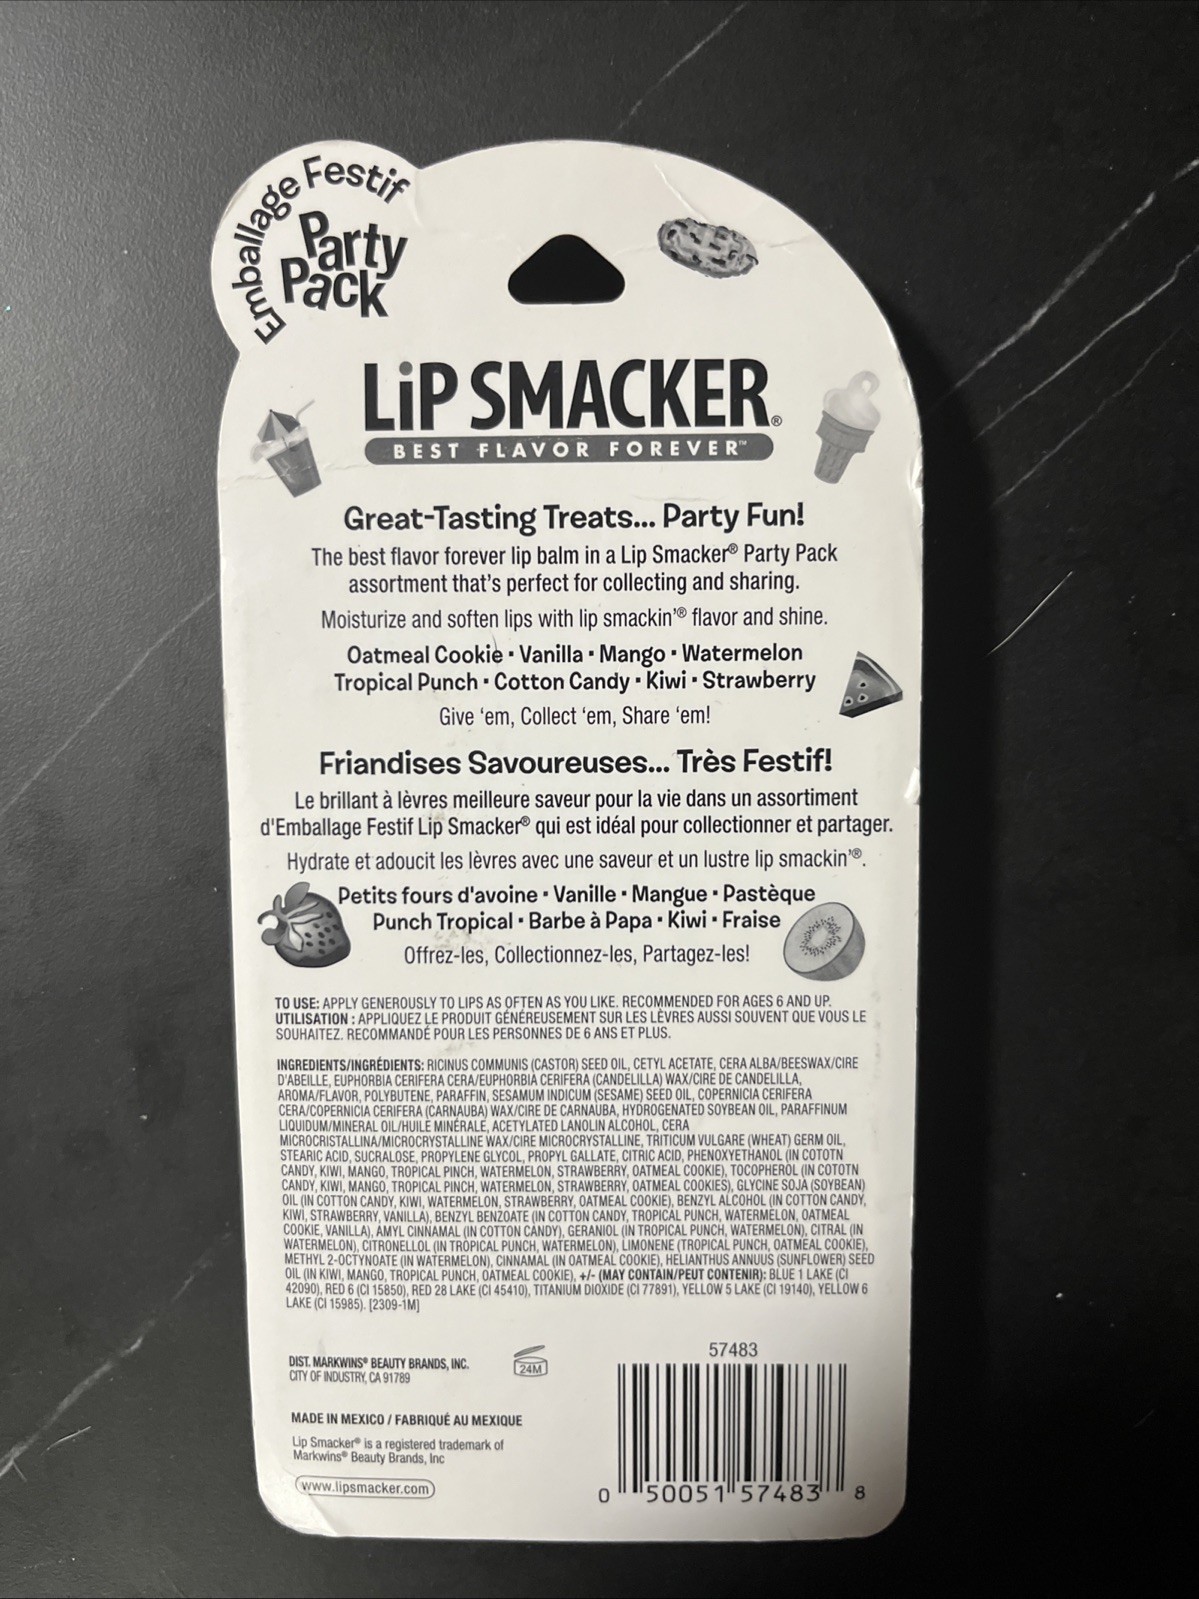 Emballage Festif
Party
Pack
LiP SMACKER®
BEST FLAVOR FOREVER™
Great-Tasting Treats... Party Fun!
The best flavor forever lip balm in a Lip Smacker® Party Pack
assortment that's perfect for collecting and sharing.
Moisturize and soften lips with lip smackin'® flavor and shine.
Oatmeal Cookie · Vanilla · Mango · Watermelon
Tropical Punch · Cotton Candy · Kiwi · Strawberry
Give 'em, Collect 'em, Share 'em!
Friandises Savoureuses... Très Festif!
Le brillant à lèvres meilleure saveur pour la vie dans un assortiment
d'Emballage Festif Lip Smacker® qui est idéal pour collectionner et partager.
Hydrate et adoucit les lèvres avec une saveur et un lustre lip smackin'®.
Petits fours d'avoine · Vanille · Mangue · Pastèque
Punch Tropical · Barbe à Papa · Kiwi · Fraise
Offrez-les, Collectionnez-les, Partagez-les!
TO USE: APPLY GENEROUSLY TO LIPS AS OFTEN AS YOU LIKE. RECOMMENDED FOR AGES 6 AND UP.
UTILISATION : APPLIQUEZ LE PRODUIT GÉNÉREUSEMENT SUR LES LÈVRES AUSSI SOUVENT QUE VOUS LE
SOUHAITEZ. RECOMMANDÉ POUR LES PERSONNES DE 6 ANS ET PLUS.
INGREDIENTS/INGRÉDIENTS: RICINUS COMMUNIS (CASTOR) SEED OIL, CETYL ACETATE, CERA ALBA/BEESWAX/CIRE
D'ABEILLE, EUPHORBIA CERIFERA CERA/EUPHORBIA CERIFERA (CANDELILLA) WAX/CIRE DE CANDELILLA,
AROMA/FLAVOR, POLYBUTENE, PARAFFIN, SESAMUM INDICUM (SESAME) SEED OIL, COPERNICIA CERIFERA
CERA/COPERNICIA CERIFERA (CARNAUBA) WAX/CIRE DE CARNAUBA, HYDROGENATED SOYBEAN OIL, PARAFFINUM
LIQUIDUM/MINERAL OIL/HUILE MINÉRALE, ACETYLATED LANOLIN ALCOHOL, CERA
MICROCRISTALLINA/MICROCRYSTALLINE WAX/CIRE MICROCRYSTALLINE, TRITICUM VULGARE (WHEAT) GERM OIL,
STEARIC ACID, SUCRALOSE, PROPYLENE GLYCOL, PROPYL GALLATE, CITRIC ACID, PHENOXYETHANOL (IN COTOTN
CANDY, KIWI, MANGO, TROPICAL PINCH, WATERMELON, STRAWBERRY, OATMEAL COOKIE), TOCOPHEROL (IN COTOTN
CANDY, KIWI, MANGO, TROPICAL PINCH, WATERMELON, STRAWBERRY, OATMEAL COOKIES), GLYCINE SOJA (SOYBEAN)
OIL (IN COTTON CANDY, KIWI, WATERMELON, STRAWBERRY, OATMEAL COOKIE), BENZYL ALCOHOL (IN COTTON CANDY,
KIWI, STRAWBERRY, VANILLA), BENZYL BENZOATE (IN COTTON CANDY, TROPICAL PUNCH, WATERMELON, OATMEAL
COOKIE, VANILLA), AMYL CINNAMAL (IN COTTON CANDY), GERANIOL (IN TROPICAL PUNCH, WATERMELON), CITRAL (IN
WATERMELON), CITRONELLOL (IN TROPICAL PUNCH, WATERMELON), LIMONENE (TROPICAL PUNCH, OATMEAL COOKIE),
METHYL 2-OCTYNOATE (IN WATERMELON), CINNAMAL (IN OATMEAL COOKIE), HELIANTHUS ANNUUS (SUNFLOWER) SEED
OIL (IN KIWI, MANGO, TROPICAL PUNCH, OATMEAL COOKIE), +/- (MAY CONTAIN/PEUT CONTENIR): BLUE 1 LAKE (CI
42090), RED 6 (CI 15850), RED 28 LAKE (CI 45410), TITANIUM DIOXIDE (CI 77891), YELLOW 5 LAKE (CI 19140), YELLOW 6
LAKE (CI 15985). [2309-1M]
DIST. MARKWINS® BEAUTY BRANDS, INC.
CITY OF INDUSTRY, CA 91789
24M
MADE IN MEXICO / FABRIQUÉ AU MEXIQUE
Lip Smacker® is a registered trademark of
Markwins® Beauty Brands, Inc
www.lipsmacker.com
57483
0 50051 57483 8